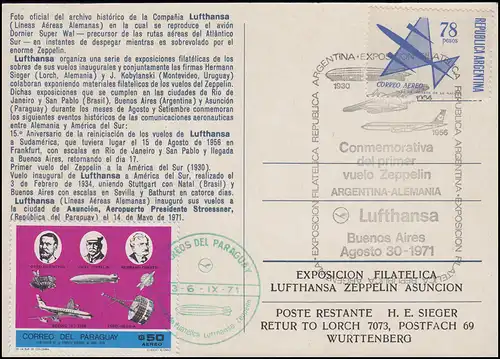 Foto oficial del archivo histórico de la Compañia Lufthansa
(Líneas Aéreas Alemanas) en la cual se reproduce el avión
Dornier Super Wal — precursor de las rutas aéreas del Atlántico
Sur — en instantes de despegar mientras es sobrevolado por el
enorme Zeppelin.
Lufthansa organiza una serie de exposiciones filatélicas de
sus vuelos inaugurales y conjuntamente las firmas Hermann
Sieger (Lorch, Alemania) y J. Kobylanski (Montevideo, Uruguay)
colaboran exponiendo materiales filatélicos de los vuelos de Zeppelin.
Dichas exposiciones se cumplen en las ciudades de Río de
Janeiro y San Pablo (Brasil), Buenos Aires (Argentina) y Asunción
(Paraguay) durante los meses de Agosto y Setiembre conmemoran los
siguientes eventos históricos de las comunicaciones aeronáuticas
entre Alemania y América del Sur:
15.º Aniversario de la reiniciación de los vuelos de Lufthansa
a Sudamérica, que tuviera lugar el 15 de Agosto de 1956 en
Frankfurt, con escalas en Río de Janeiro y San Pablo y llegada
a Buenos Aires, retornando el 17.
Primer vuelo del Zeppelin a la América del Sur (1930).
Vuelo inaugural de Lufthansa a América del Sur, realizado el
3 de Febrero de 1934, uniendo Stuttgart con Natal (Brasil) y
Buenos Aires con escalas en Sevilla y Bathurst en catorce días.
Lufthansa (Líneas Aéreas Alemanas) inaugurará sus vuelos a
la ciudad de Asunción, Aeropuerto Presidente Stroessner,
(República del Paraguay) el 14 de Mayo de 1971.
78
pesos
REPUBLICA ARGENTINA
CORREO AEREO
ARGENTINA - EXPOSICION FILATELICA REPUBLICA ARGENTINA - EXPOSICION FILATELICA REPUBLICA ARGENTINA
1930
1934
1956
Conmemorativa
del primer
vuelo Zeppelin
ARGENTINA-ALEMANIA
Lufthansa
Buenos Aires
Agosto 30-1971
CORREOS DEL PARAGUAY
6-IX-71
CORREO DEL PARAGUAY
₲50
AEREO
EXPOSICION FILATELICA
LUFTHANSA ZEPPELIN ASUNCION
POSTE RESTANTE H. E. SIEGER
RETUR TO LORCH 7073, POSTFACH 69
WURTTENBERG